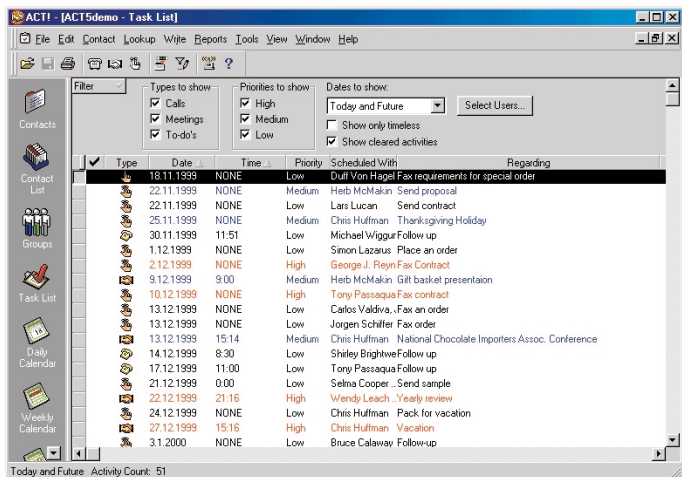 ACT! - [ACT5demo - Task List]
File Edit Contact Lookup Write Reports Tools View Window Help
Filter
Types to show
Calls
Meetings
To-do's
Priorities to show
High
Medium
Low
Dates to show:
Today and Future
Select Users...
Show only timeless
Show cleared activities
Contacts
Contact
List
Groups
Task List
Daily
Calendar
Weekly
Calendar
Type Date Time Priority Scheduled With Regarding
18.11.1999 NONE Low Duff Von Hagel Fax requirements for special order
22.11.1999 NONE Medium Herb McMakin Send proposal
22.11.1999 NONE Low Lars Lucan Send contract
25.11.1999 NONE Medium Chris Huffman Thanksgiving Holiday
30.11.1999 11:51 Low Michael Wiggur Follow up
1.12.1999 NONE Low Simon Lazarus Place an order
2.12.1999 NONE High George J. Reyn Fax Contract
9.12.1999 9:00 Medium Herb McMakin Gift basket presentaion
10.12.1999 NONE High Tony Passaqua Fax contract
13.12.1999 NONE Low Carlos Valdiva, . Fax an order
13.12.1999 NONE Low Jorgen Schiffer Fax order
13.12.1999 15:14 Medium Chris Huffman National Chocolate Importers Assoc. Conference
14.12.1999 8:30 Low Shirley Brightwe Follow up
17.12.1999 11:00 Low Tony Passaqua Follow up
21.12.1999 0:00 Low Selma Cooper .. Send sample
22.12.1999 21:16 High Wendy Leach .. Yearly review
24.12.1999 NONE Low Chris Huffman Pack for vacation
27.12.1999 15:16 High Chris Huffman Vacation
3.1.2000 NONE Low Bruce Calaway Follow-up
Today and Future Activity Count: 51